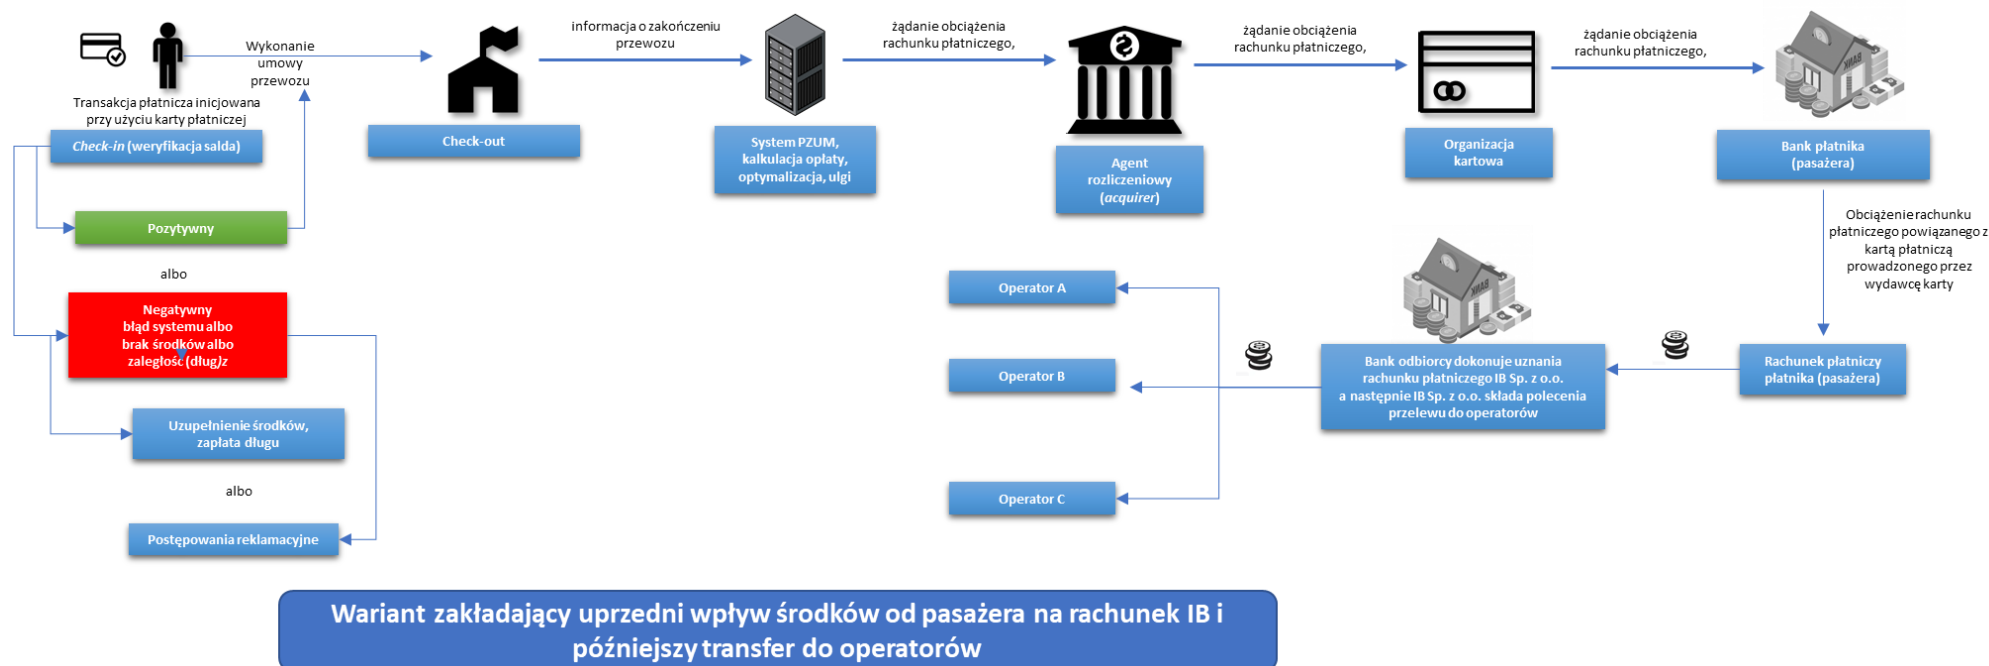 Transakcja płatnicza inicjowana
przy użyciu karty płatniczej
Check-in (weryfikacja salda)
Pozytywny
albo
Negatywny
błąd systemu albo
brak środków albo
zaległość (dług)z
Uzupełnienie środków,
zapłata długu
albo
Postępowania reklamacyjne
Wykonanie
umowy
przewozu
Check-out
informacja o zakończeniu
przewozu
System PZUM,
kalkulacja opłaty,
optymalizacja, ulgi
żądanie obciążenia
rachunku płatniczego,
Agent
rozliczeniowy
(acquirer)
żądanie obciążenia
rachunku płatniczego,
Organizacja
kartowa
żądanie obciążenia
rachunku płatniczego,
BANK
Bank płatnika
(pasażera)
Obciążenie rachunku
płatniczego powiązanego z
kartą płatniczą
prowadzonego przez
wydawcę karty
Rachunek płatniczy
płatnika (pasażera)
BANK
Bank odbiorcy dokonuje uznania
rachunku płatniczego IB Sp. z o.o.
a następnie IB Sp. z o.o. składa polecenia
przelewu do operatorów
Operator A
Operator B
Operator C
Wariant zakładający uprzedni wpływ środków od pasażera na rachunek IB i
późniejszy transfer do operatorów